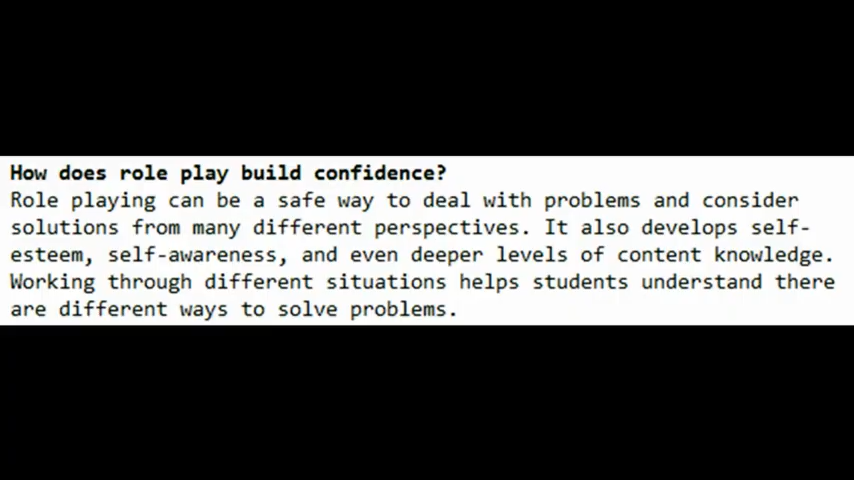 How does role play build confidence?
Role playing can be a safe way to deal with problems and consider
solutions from many different perspectives. It also develops self-
esteem, self-awareness, and even deeper levels of content knowledge.
Working through different situations helps students understand there
are different ways to solve problems.